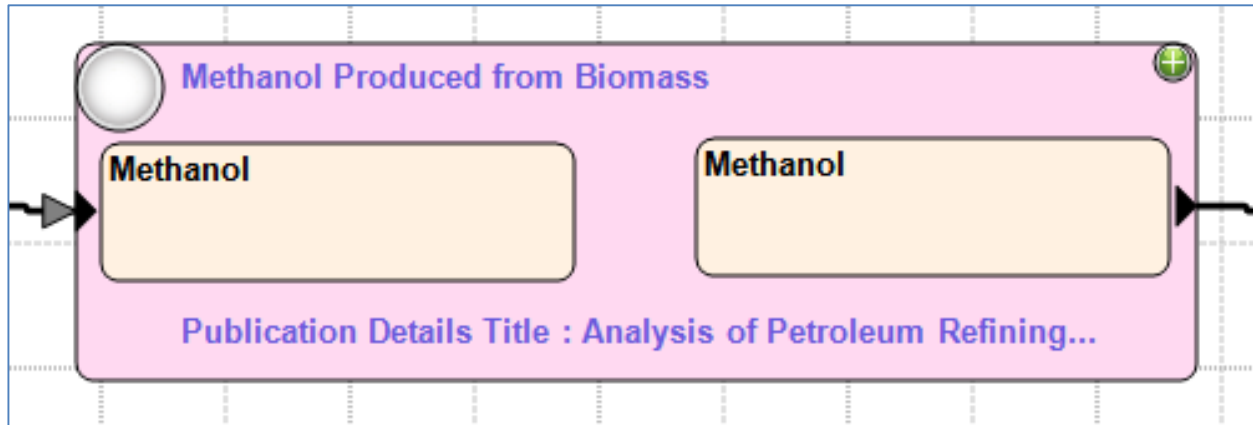 Methanol Produced from Biomass
Methanol
Methanol
Publication Details Title : Analysis of Petroleum Refining...